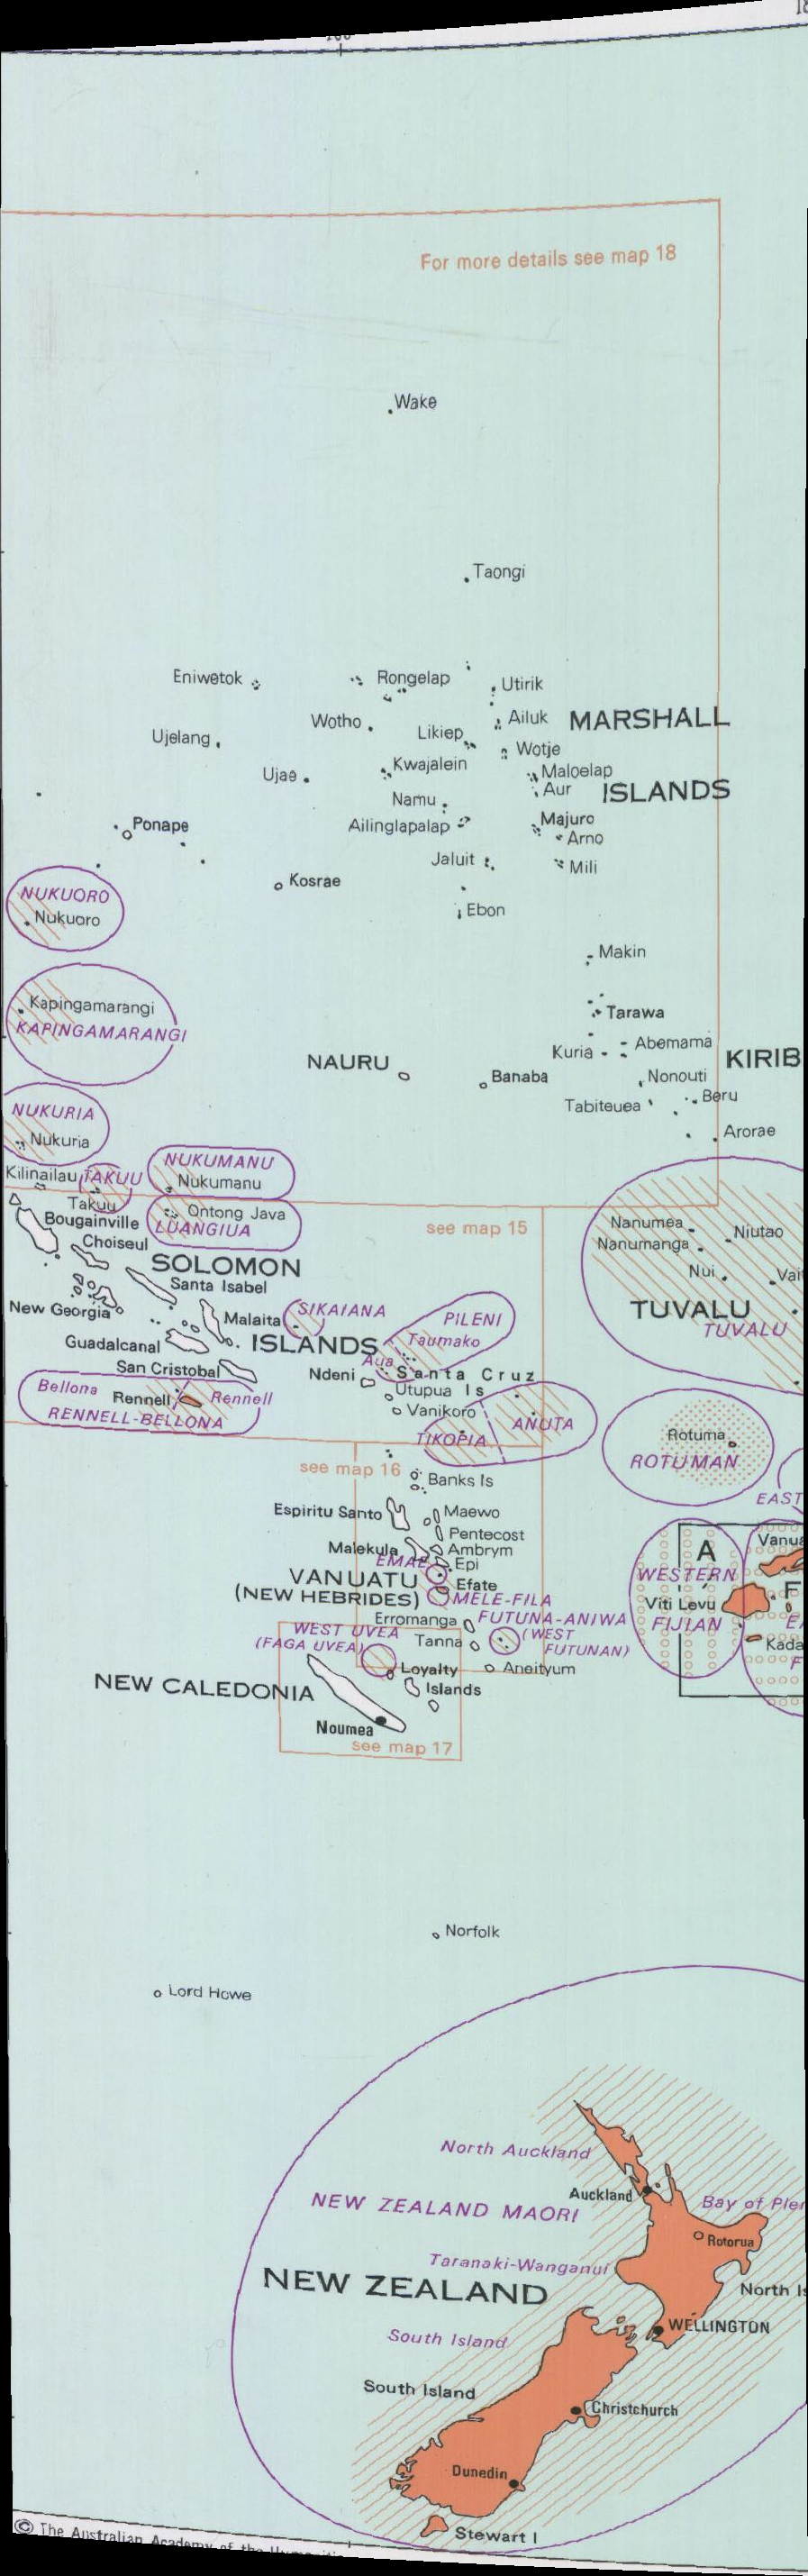 For more details see map 18
Wake
Taongi
Eniwetok
Rongelap
Utirik
Wotho
Ailuk
MARSHALL
Ujelang
Likiep
Wotje
Ujae
Kwajalein
Maloelap
Aur
ISLANDS
Namu
Ponape
Ailinglapalap
Majuro
Arno
Jaluit
Mili
Kosrae
NUKUORO
Nukuoro
Ebon
Makin
Kapingamarangi
KAPINGAMARANGI
Tarawa
Abemama
Kuria
KIRIB
NAURU
Banaba
Nonouti
Beru
Tabiteuea
NUKURIA
Nukuria
Arorae
NUKUMANU
Nukumanu
Kilinailau
TAKUU
Takuu
Ontong Java
LUANGIUA
Bougainville
see map 15
Nanumea
Niutao
Nanumanga
Choiseul
SOLOMON
Nui
Vai
Santa Isabel
New Georgia
SIKAIANA
Malaita
PILENI
TUVALU
TUVALU
Guadalcanal
ISLANDS
Taumako
Aua
San Cristobal
Ndeni
Santa Cruz
Is
Bellona
Rennell
Rennell
RENNELL-BELLONA
Utupua
Vanikoro
ANUTA
TIKOPIA
Rotuma
ROTUMAN
see map 16
Banks Is
EAST
Espiritu Santo
Maewo
Pentecost
Malekula
Ambrym
EMAE
Epi
A
Vanua
WESTERN
VANUATU
(NEW HEBRIDES)
Efate
MELE-FILA
Viti Levu
F
FIJIAN
Erromanga
FUTUNA-ANIWA
(WEST
FUTUNAN)
WEST UVEA
(FAGA UVEA)
Tanna
Kada
F
Loyalty
Islands
Aneityum
NEW CALEDONIA
Noumea
see map 17
Norfolk
Lord Howe
North Auckland
Auckland
NEW ZEALAND MAORI
Bay of Plen
Rotorua
Taranaki-Wanganui
NEW ZEALAND
North Is
WELLINGTON
South Island
South Island
Christchurch
Dunedin
Stewart I
© The Australian Academy of the